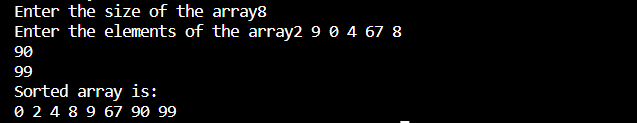 Enter the size of the array8
Enter the elements of the array2 9 0 4 67 8
90
99
Sorted array is:
0 2 4 8 9 67 90 99